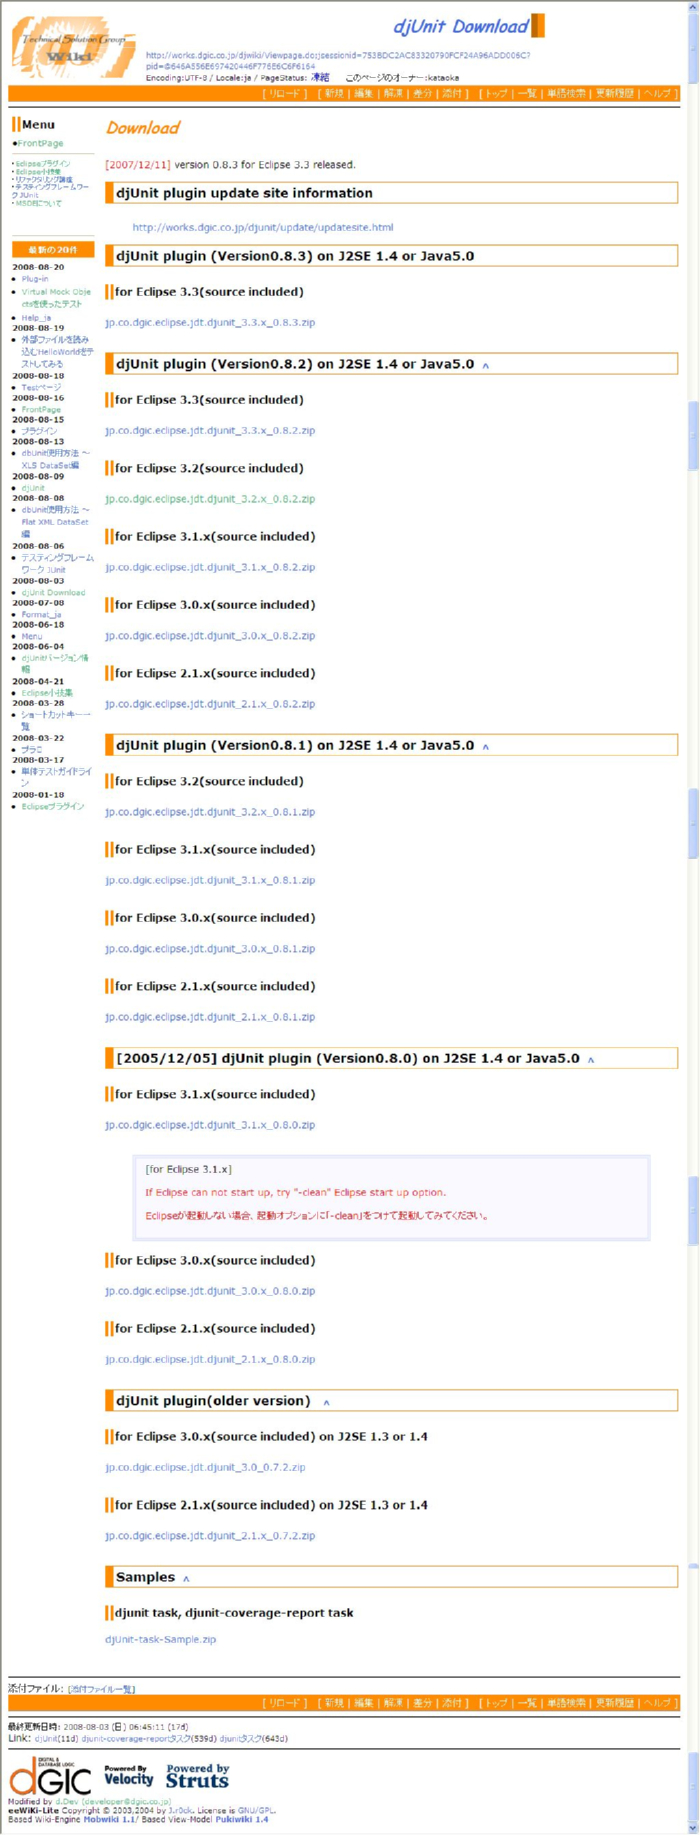 Technical Solution Group
Wiki
djUnit Download
http://works.dgic.co.jp/djwiki/Viewpage.do;jsessionid=753BDC2AC83320790FCF24A96ADD006C?
pid=@646A556E697420446F776E6C6F6164
Encoding:UTF-8 / Locale:ja / PageStatus: 凍結 このページのオーナー:kataoka
[ リロード ] [ 新規 | 編集 | 解凍 | 差分 | 添付 ] [ トップ | 一覧 | 単語検索 | 更新履歴 | ヘルプ ]
Menu
•FrontPage
・Eclipseプラグイン
・Eclipse小技集
・リファクタリング講座
・テスティングフレームワー
ク JUnit
・MSDEについて
最新の20件
2008-08-20
• Plug-in
• Virtual Mock Obje
ctsを使ったテスト
• Help_ja
2008-08-19
• 外部ファイルを読み
込むHelloWorldをテ
ストしてみる
2008-08-18
• Testページ
2008-08-16
• FrontPage
2008-08-15
• プラグイン
2008-08-13
• dbUnit使用方法 ～
XLS DataSet編
2008-08-09
• djUnit
2008-08-08
• dbUnit使用方法 ～
Flat XML DataSet
編
2008-08-06
• テスティングフレーム
ワーク JUnit
2008-08-03
• djUnit Download
2008-07-08
• Format_ja
2008-06-18
• Menu
2008-06-04
• djUnitバージョン情
報
2008-04-21
• Eclipse小技集
2008-03-28
• ショートカットキー一
覧
2008-03-22
2008-03-17
• 単体テストガイドライ
ン
2008-01-18
• Eclipseプラグイン
Download
[2007/12/11] version 0.8.3 for Eclipse 3.3 released.
djUnit plugin update site information
http://works.dgic.co.jp/djunit/update/updatesite.html
djUnit plugin (Version0.8.3) on J2SE 1.4 or Java5.0
for Eclipse 3.3(source included)
jp.co.dgic.eclipse.jdt.djunit_3.3.x_0.8.3.zip
djUnit plugin (Version0.8.2) on J2SE 1.4 or Java5.0 ^
for Eclipse 3.3(source included)
jp.co.dgic.eclipse.jdt.djunit_3.3.x_0.8.2.zip
for Eclipse 3.2(source included)
jp.co.dgic.eclipse.jdt.djunit_3.2.x_0.8.2.zip
for Eclipse 3.1.x(source included)
jp.co.dgic.eclipse.jdt.djunit_3.1.x_0.8.2.zip
for Eclipse 3.0.x(source included)
jp.co.dgic.eclipse.jdt.djunit_3.0.x_0.8.2.zip
for Eclipse 2.1.x(source included)
jp.co.dgic.eclipse.jdt.djunit_2.1.x_0.8.2.zip
djUnit plugin (Version0.8.1) on J2SE 1.4 or Java5.0 ^
for Eclipse 3.2(source included)
jp.co.dgic.eclipse.jdt.djunit_3.2.x_0.8.1.zip
for Eclipse 3.1.x(source included)
jp.co.dgic.eclipse.jdt.djunit_3.1.x_0.8.1.zip
for Eclipse 3.0.x(source included)
jp.co.dgic.eclipse.jdt.djunit_3.0.x_0.8.1.zip
for Eclipse 2.1.x(source included)
jp.co.dgic.eclipse.jdt.djunit_2.1.x_0.8.1.zip
[2005/12/05] djUnit plugin (Version0.8.0) on J2SE 1.4 or Java5.0 ^
for Eclipse 3.1.x(source included)
jp.co.dgic.eclipse.jdt.djunit_3.1.x_0.8.0.zip
[for Eclipse 3.1.x]
If Eclipse can not start up, try "-clean" Eclipse start up option.
Eclipseが起動しない場合、起動オプションに「-clean」をつけて起動してみてください。
for Eclipse 3.0.x(source included)
jp.co.dgic.eclipse.jdt.djunit_3.0.x_0.8.0.zip
for Eclipse 2.1.x(source included)
jp.co.dgic.eclipse.jdt.djunit_2.1.x_0.8.0.zip
djUnit plugin(older version) ^
for Eclipse 3.0.x(source included) on J2SE 1.3 or 1.4
jp.co.dgic.eclipse.jdt.djunit_3.0_0.7.2.zip
for Eclipse 2.1.x(source included) on J2SE 1.3 or 1.4
jp.co.dgic.eclipse.jdt.djunit_2.1.x_0.7.2.zip
Samples ^
djunit task, djunit-coverage-report task
djUnit-task-Sample.zip
添付ファイル: [添付ファイル一覧]
[ リロード ] [ 新規 | 編集 | 解凍 | 差分 | 添付 ] [ トップ | 一覧 | 単語検索 | 更新履歴 | ヘルプ ]
最終更新日時: 2008-08-03 (日) 06:45:11 (17d)
Link: djUnit(11d) djunit-coverage-reportタスク(539d) djunitタスク(643d)
DIGITAL &
DATABASE LOGIC
dGIC
Powered By
Velocity
Powered by
Struts
Modified by d.Dev [developer@dgic.co.jp]
eeWiKi-Lite Copyright © 2003,2004 by J.r0ck. License is GNU/GPL.
Based Wiki-Engine Mobwiki 1.1/ Based View-Model Pukiwiki 1.4